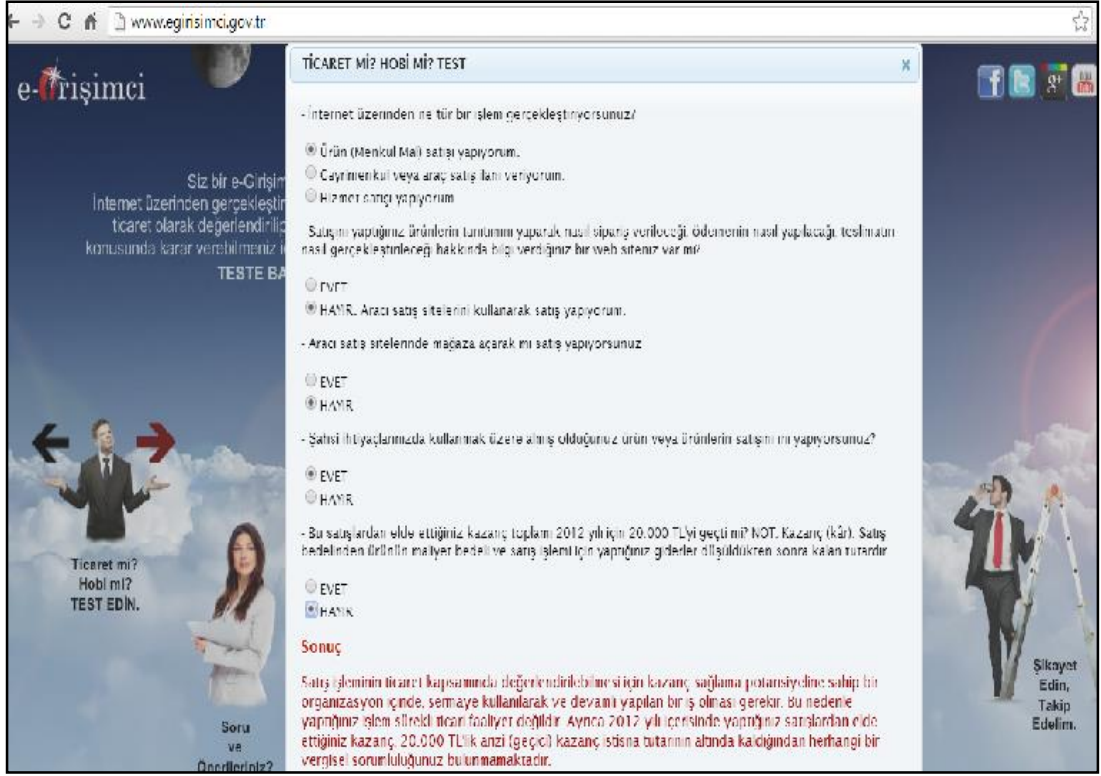 www.egirisimci.gov.tr
e-Girişimci
TİCARET Mİ? HOBİ Mİ? TEST
- İnternet üzerinden ne tür bir işlem gerçekleştiriyorsunuz?
Ürün (Menkul Mal) satışı yapıyorum.
Gayrimenkul veya araç satış ilanı veriyorum.
Hizmet satışı yapıyorum
Siz bir e-Girişim
İnternet üzerinden gerçekleştir
ticaret olarak değerlendirilip
konusunda karar verebilmeniz i
TESTE BA
Satışını yaptığınız ürünlerin tanıtımını yaparak nasıl sipariş verileceği, ödemenin nasıl yapılacağı, teslimatın
nasıl gerçekleştirileceği hakkında bilgi verdiğiniz bir web siteniz var mı?
EVET
HAYIR. Aracı satış sitelerini kullanarak satış yapıyorum.
- Aracı satış sitelerinde mağaza açarak mı satış yapıyorsunuz
EVET
HAYIR
- Şahsi ihtiyaçlarınızda kullanmak üzere almış olduğunuz ürün veya ürünlerin satışını mı yapıyorsunuz?
EVET
HAYIR
- Bu satışlardan elde ettiğiniz kazanç toplamı 2012 yılı için 20.000 TL'yi geçti mi? NOT. Kazanç (kâr). Satış
bedelinden ürünün maliyet bedeli ve satış işlemi için yaptığınız giderler düşüldükten sonra kalan tutardır
EVET
HAYIR
Sonuç
Satış işleminin ticaret kapsamında değerlendirilebilmesi için kazanç sağlama potansiyeline sahip bir
organizasyon içinde, sermaye kullanılarak ve devamlı yapılan bir iş olması gerekir. Bu nedenle
yaptığınız işlem sürekli ticari faaliyet değildir. Ayrıca 2012 yılı içerisinde yaptığınız satışlardan elde
ettiğiniz kazanç, 20.000 TL'lik arızi (geçici) kazanç istisna tutarının altında kaldığından herhangi bir
vergisel sorumluluğunuz bulunmamaktadır.
Ticaret mi?
Hobi mi?
TEST EDİN.
Soru
ve
Önerileriniz?
Şikayet
Edin,
Takip
Edelim.